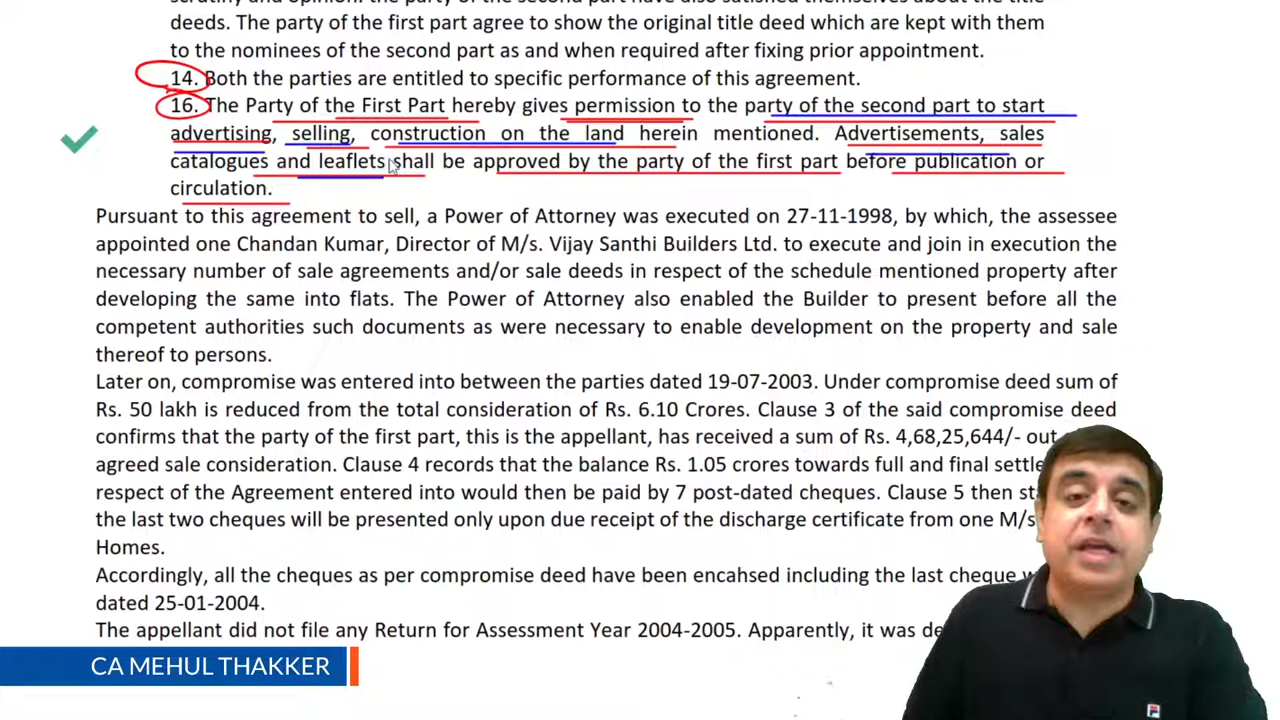 scrutiny and opinion. the party of the second part have also satisfied themselves about the title
deeds. The party of the first part agree to show the original title deed which are kept with them
to the nominees of the second part as and when required after fixing prior appointment.
14. Both the parties are entitled to specific performance of this agreement.
16. The Party of the First Part hereby gives permission to the party of the second part to start
advertising, selling, construction on the land herein mentioned. Advertisements, sales
catalogues and leaflets shall be approved by the party of the first part before publication or
circulation.
Pursuant to this agreement to sell, a Power of Attorney was executed on 27-11-1998, by which, the assessee
appointed one Chandan Kumar, Director of M/s. Vijay Santhi Builders Ltd. to execute and join in execution the
necessary number of sale agreements and/or sale deeds in respect of the schedule mentioned property after
developing the same into flats. The Power of Attorney also enabled the Builder to present before all the
competent authorities such documents as were necessary to enable development on the property and sale
thereof to persons.
Later on, compromise was entered into between the parties dated 19-07-2003. Under compromise deed sum of
Rs. 50 lakh is reduced from the total consideration of Rs. 6.10 Crores. Clause 3 of the said compromise deed
confirms that the party of the first part, this is the appellant, has received a sum of Rs. 4,68,25,644/- out
agreed sale consideration. Clause 4 records that the balance Rs. 1.05 crores towards full and final
respect of the Agreement entered into would then be paid by 7 post-dated cheques. Clause 5 then
the last two cheques will be presented only upon due receipt of the discharge certificate from one M/s
Homes.
Accordingly, all the cheques as per compromise deed have been encahsed including the last cheque
dated 25-01-2004.
The appellant did not file any Return for Assessment Year 2004-2005. Apparently, it was
CA MEHUL THAKKER